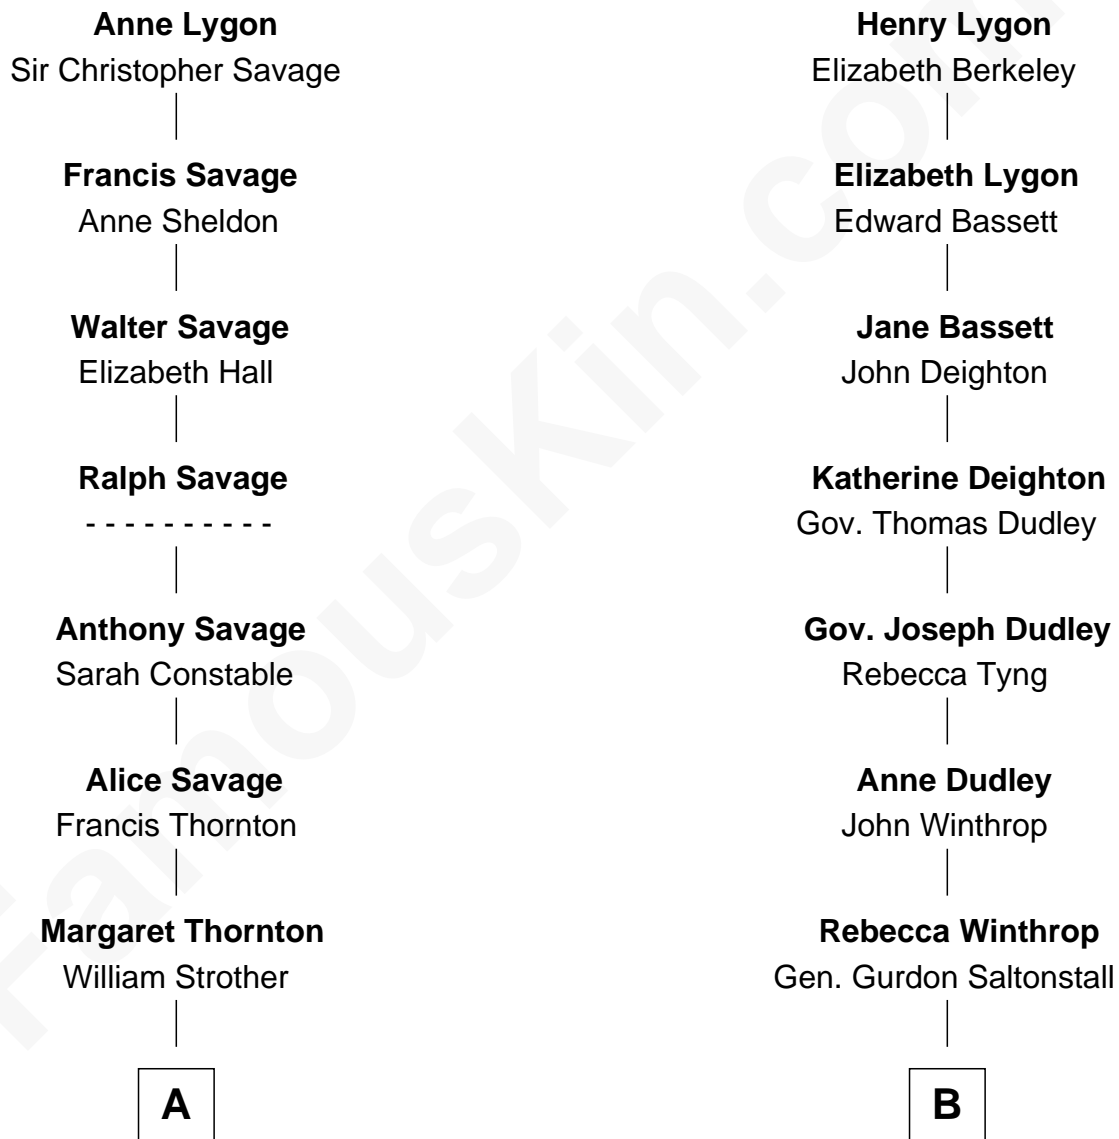 Anne Lygon
Sir Christopher Savage
Francis Savage
Anne Sheldon
Walter Savage
Elizabeth Hall
Ralph Savage
- - - - - - - - - -
Anthony Savage
Sarah Constable
Alice Savage
Francis Thornton
Margaret Thornton
William Strother
A
Henry Lygon
Elizabeth Berkeley
Elizabeth Lygon
Edward Bassett
Jane Bassett
John Deighton
Katherine Deighton
Gov. Thomas Dudley
Gov. Joseph Dudley
Rebecca Tyng
Anne Dudley
John Winthrop
Rebecca Winthrop
Gen. Gurdon Saltonstall
B
FamousKin.com